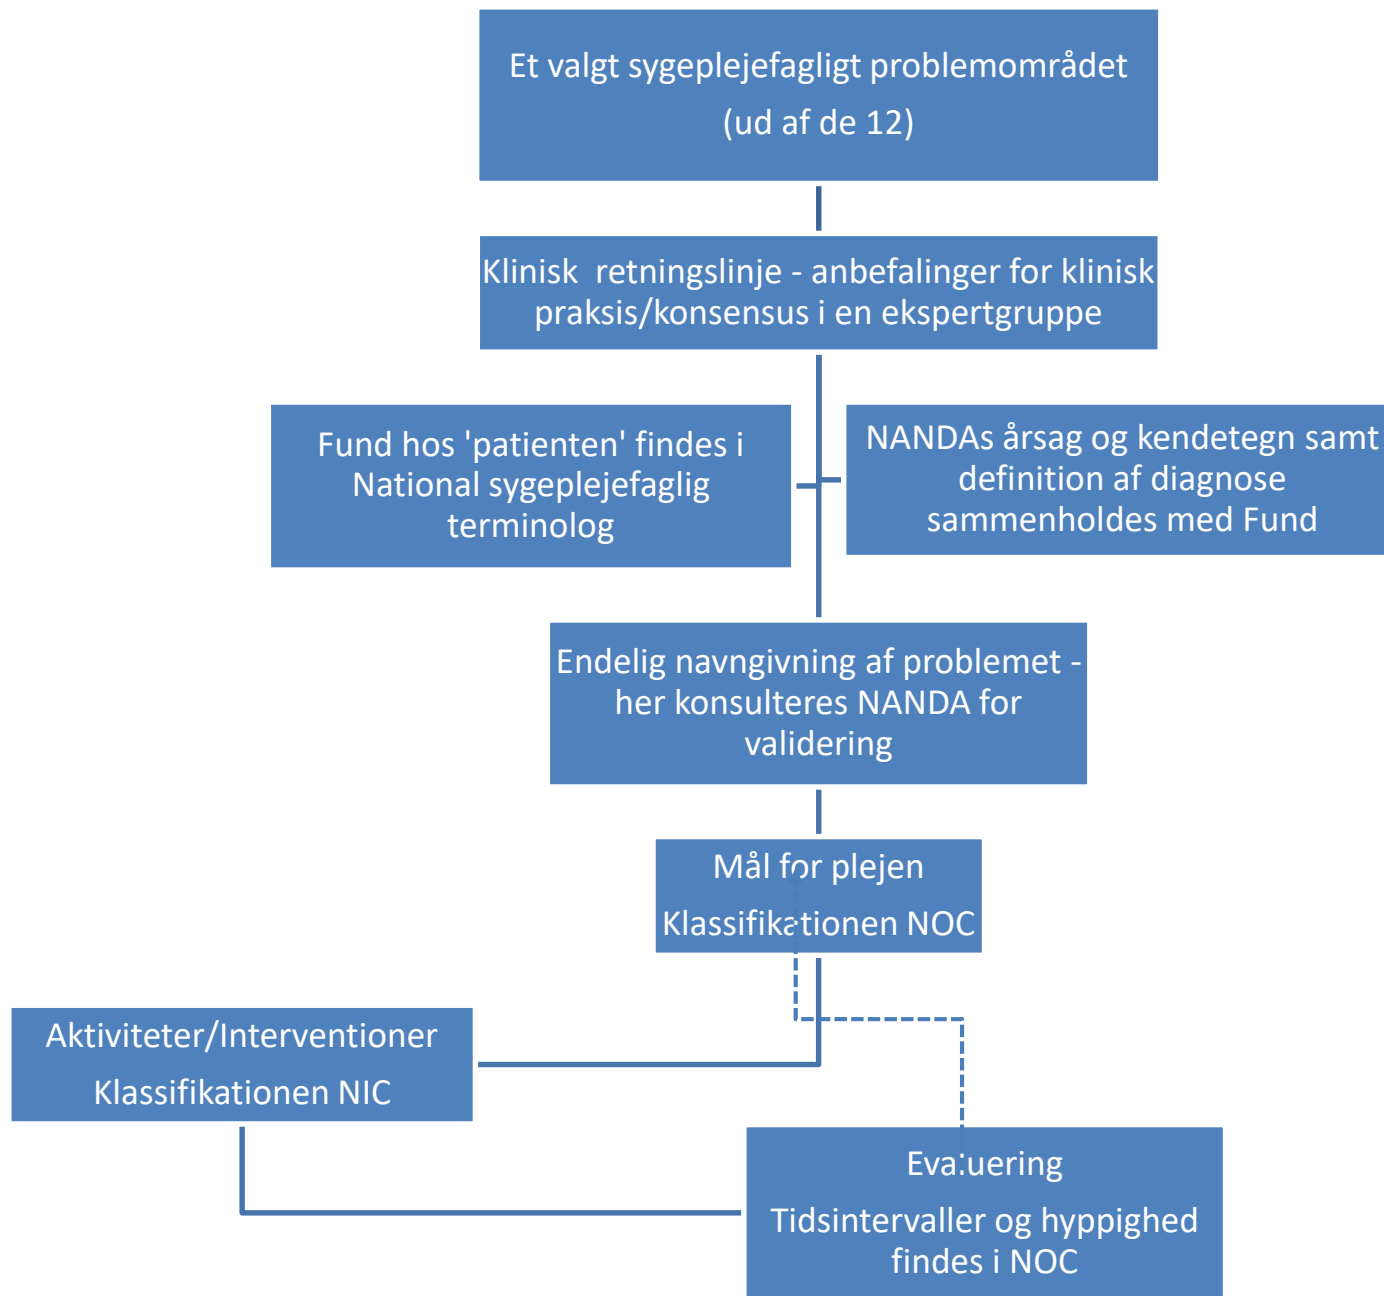 Et valgt sygeplejefagligt problemområdet
(ud af de 12)
Klinisk retningslinje - anbefalinger for klinisk
praksis/konsensus i en ekspertgruppe
Fund hos 'patienten' findes i
National sygeplejefaglig
terminolog
NANDAs årsag og kendetegn samt
definition af diagnose
sammenholdes med Fund
Endelig navngivning af problemet -
her konsulteres NANDA for
validering
Mål for plejen
Klassifikationen NOC
Aktiviteter/Interventioner
Klassifikationen NIC
Evaluering
Tidsintervaller og hyppighed
findes i NOC